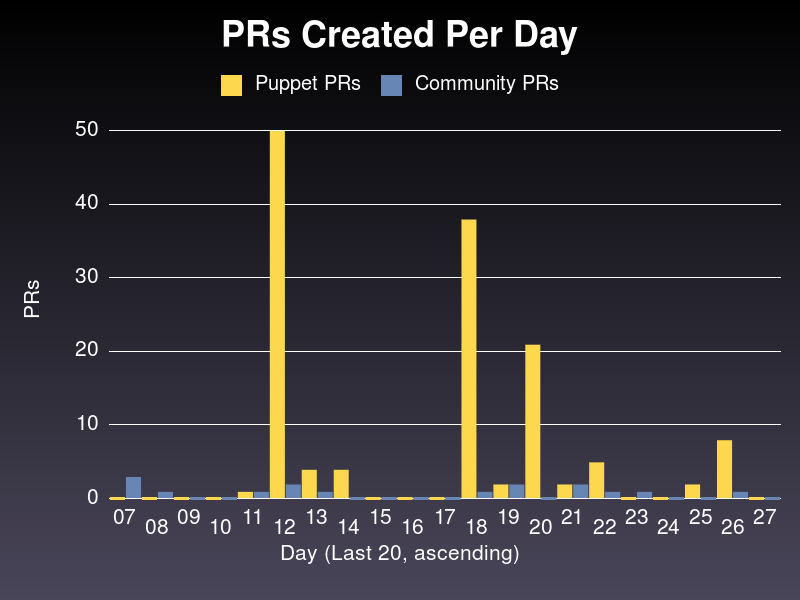 PRs Created Per Day
Puppet PRs Community PRs
50
40
30
20
10
0
PRs
07 08 09 10 11 12 13 14 15 16 17 18 19 20 21 22 23 24 25 26 27
Day (Last 20, ascending)